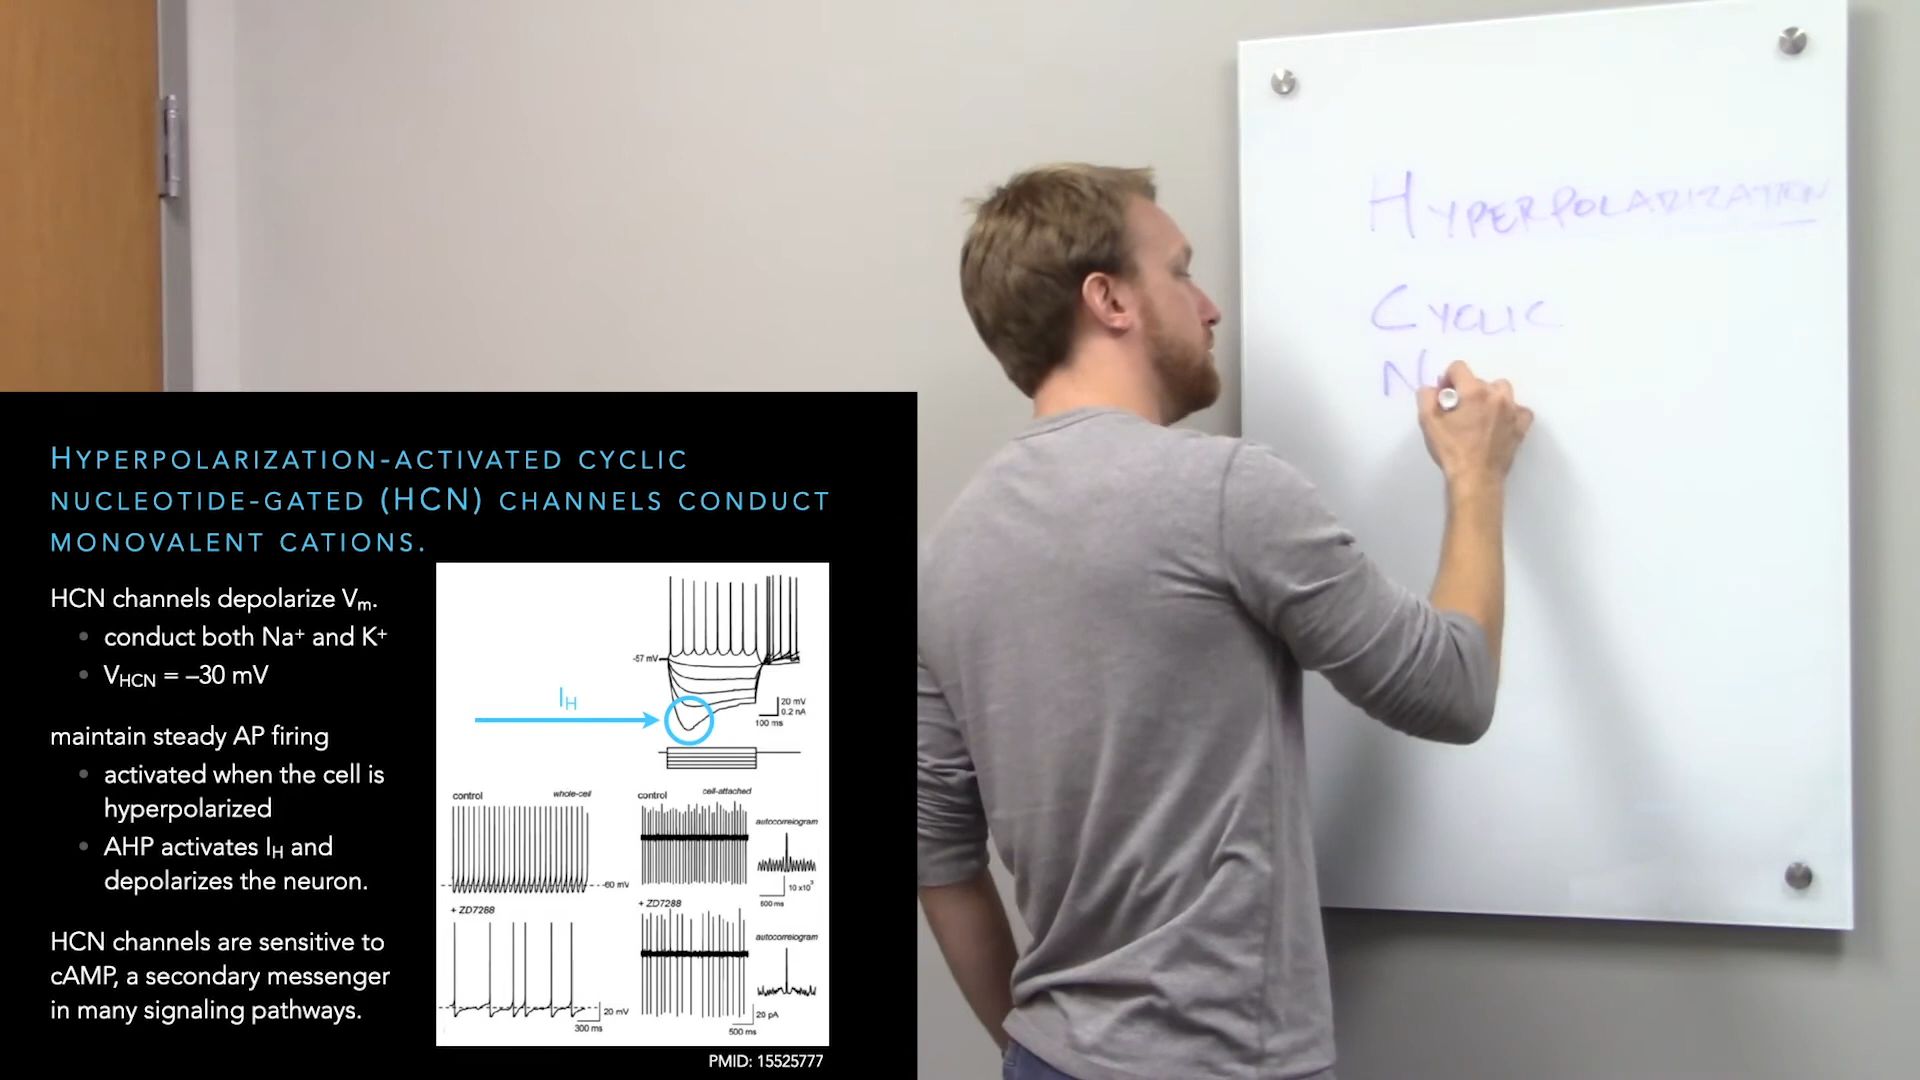 HYPERPOLARIZATION
CYCLIC
HYPERPOLARIZATION-ACTIVATED CYCLIC
NUCLEOTIDE-GATED (HCN) CHANNELS CONDUCT
MONOVALENT CATIONS.
HCN channels depolarize Vm.
• conduct both Na⁺ and K⁺
• VHCN = –30 mV
maintain steady AP firing
• activated when the cell is
hyperpolarized
• AHP activates IH and
depolarizes the neuron.
HCN channels are sensitive to
cAMP, a secondary messenger
in many signaling pathways.
-57 mV
IH
20 mV
0.2 nA
100 ms
control whole-cell
-60 mV
+ ZD7288
20 mV
300 ms
control cell-attached
autocorrelogram
10 x10³
500 ms
+ ZD7288
autocorrelogram
20 pA
500 ms
PMID: 15525777